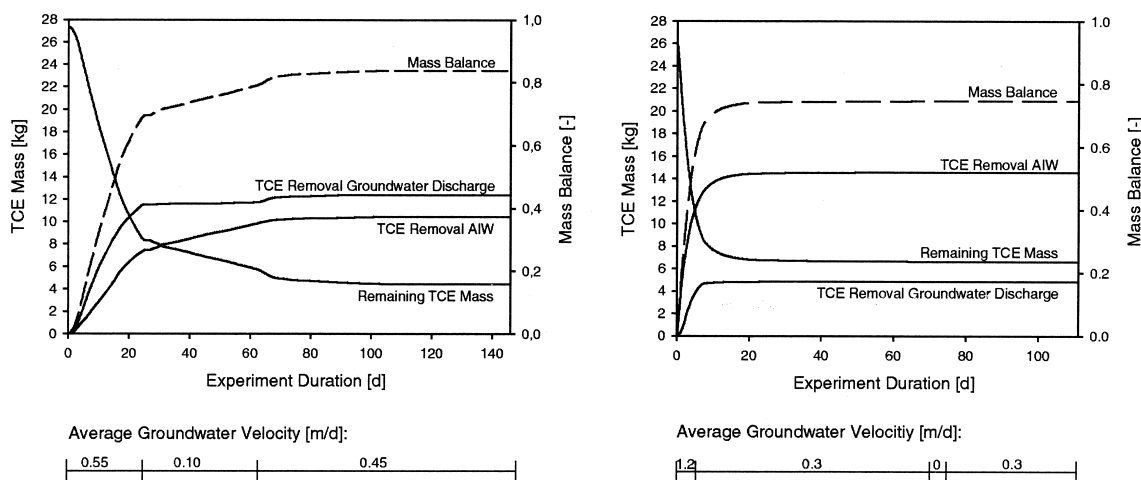 TCE Mass [kg]
28
26
24
22
20
18
16
14
12
10
8
6
4
2
0
1,0
0,8
0,6
0,4
0,2
0,0
Mass Balance [-]
Mass Balance
TCE Removal Groundwater Discharge
TCE Removal AIW
Remaining TCE Mass
0 20 40 60 80 100 120 140
Experiment Duration [d]
Average Groundwater Velocity [m/d]:
0.55 0.10 0.45
TCE Mass [kg]
28
26
24
22
20
18
16
14
12
10
8
6
4
2
0
1.0
0.8
0.6
0.4
0.2
0.0
Mass Balance [-]
Mass Balance
TCE Removal AIW
Remaining TCE Mass
TCE Removal Groundwater Discharge
0 20 40 60 80 100
Experiment Duration [d]
Average Groundwater Velocitiy [m/d]:
1.2 0.3 0 0.3